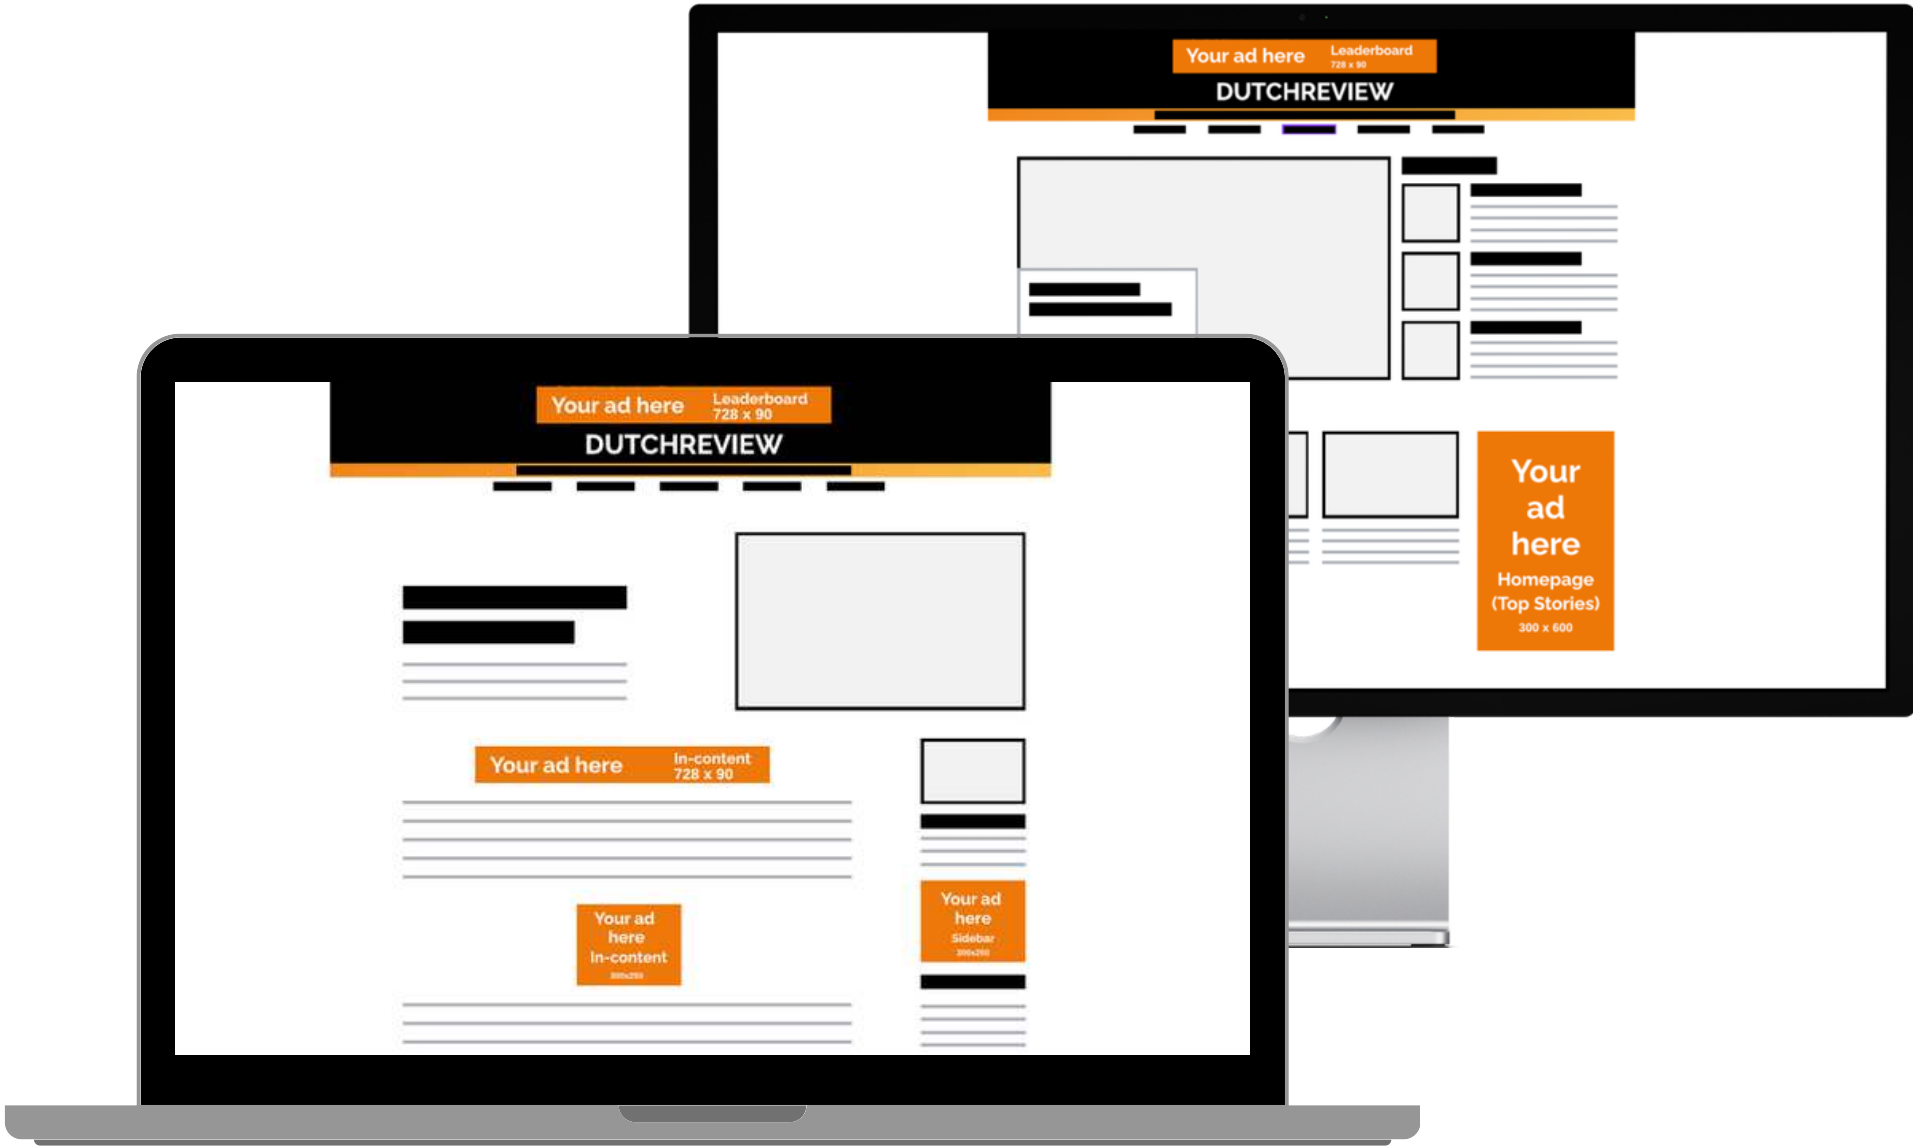 Your ad here
Leaderboard
728 x 90
DUTCHREVIEW
Your
ad
here
Homepage
(Top Stories)
300 x 600
Your ad here
Leaderboard
728 x 90
DUTCHREVIEW
Your ad here
In-content
728 x 90
Your ad
here
In-content
300x250
Your ad
here
Sidebar
300x250